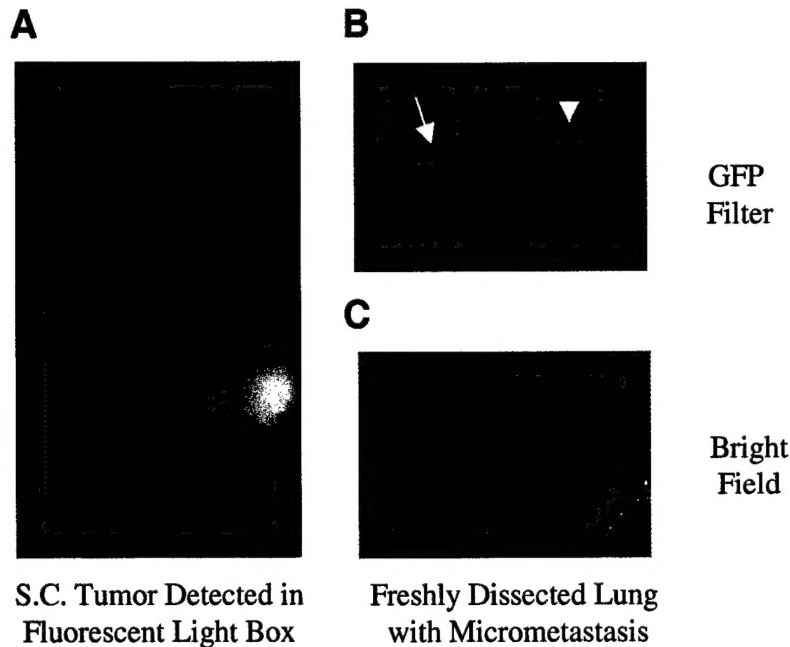 A
B
GFP
Filter
C
Bright
Field
S.C. Tumor Detected in
Fluorescent Light Box
Freshly Dissected Lung
with Micrometastasis